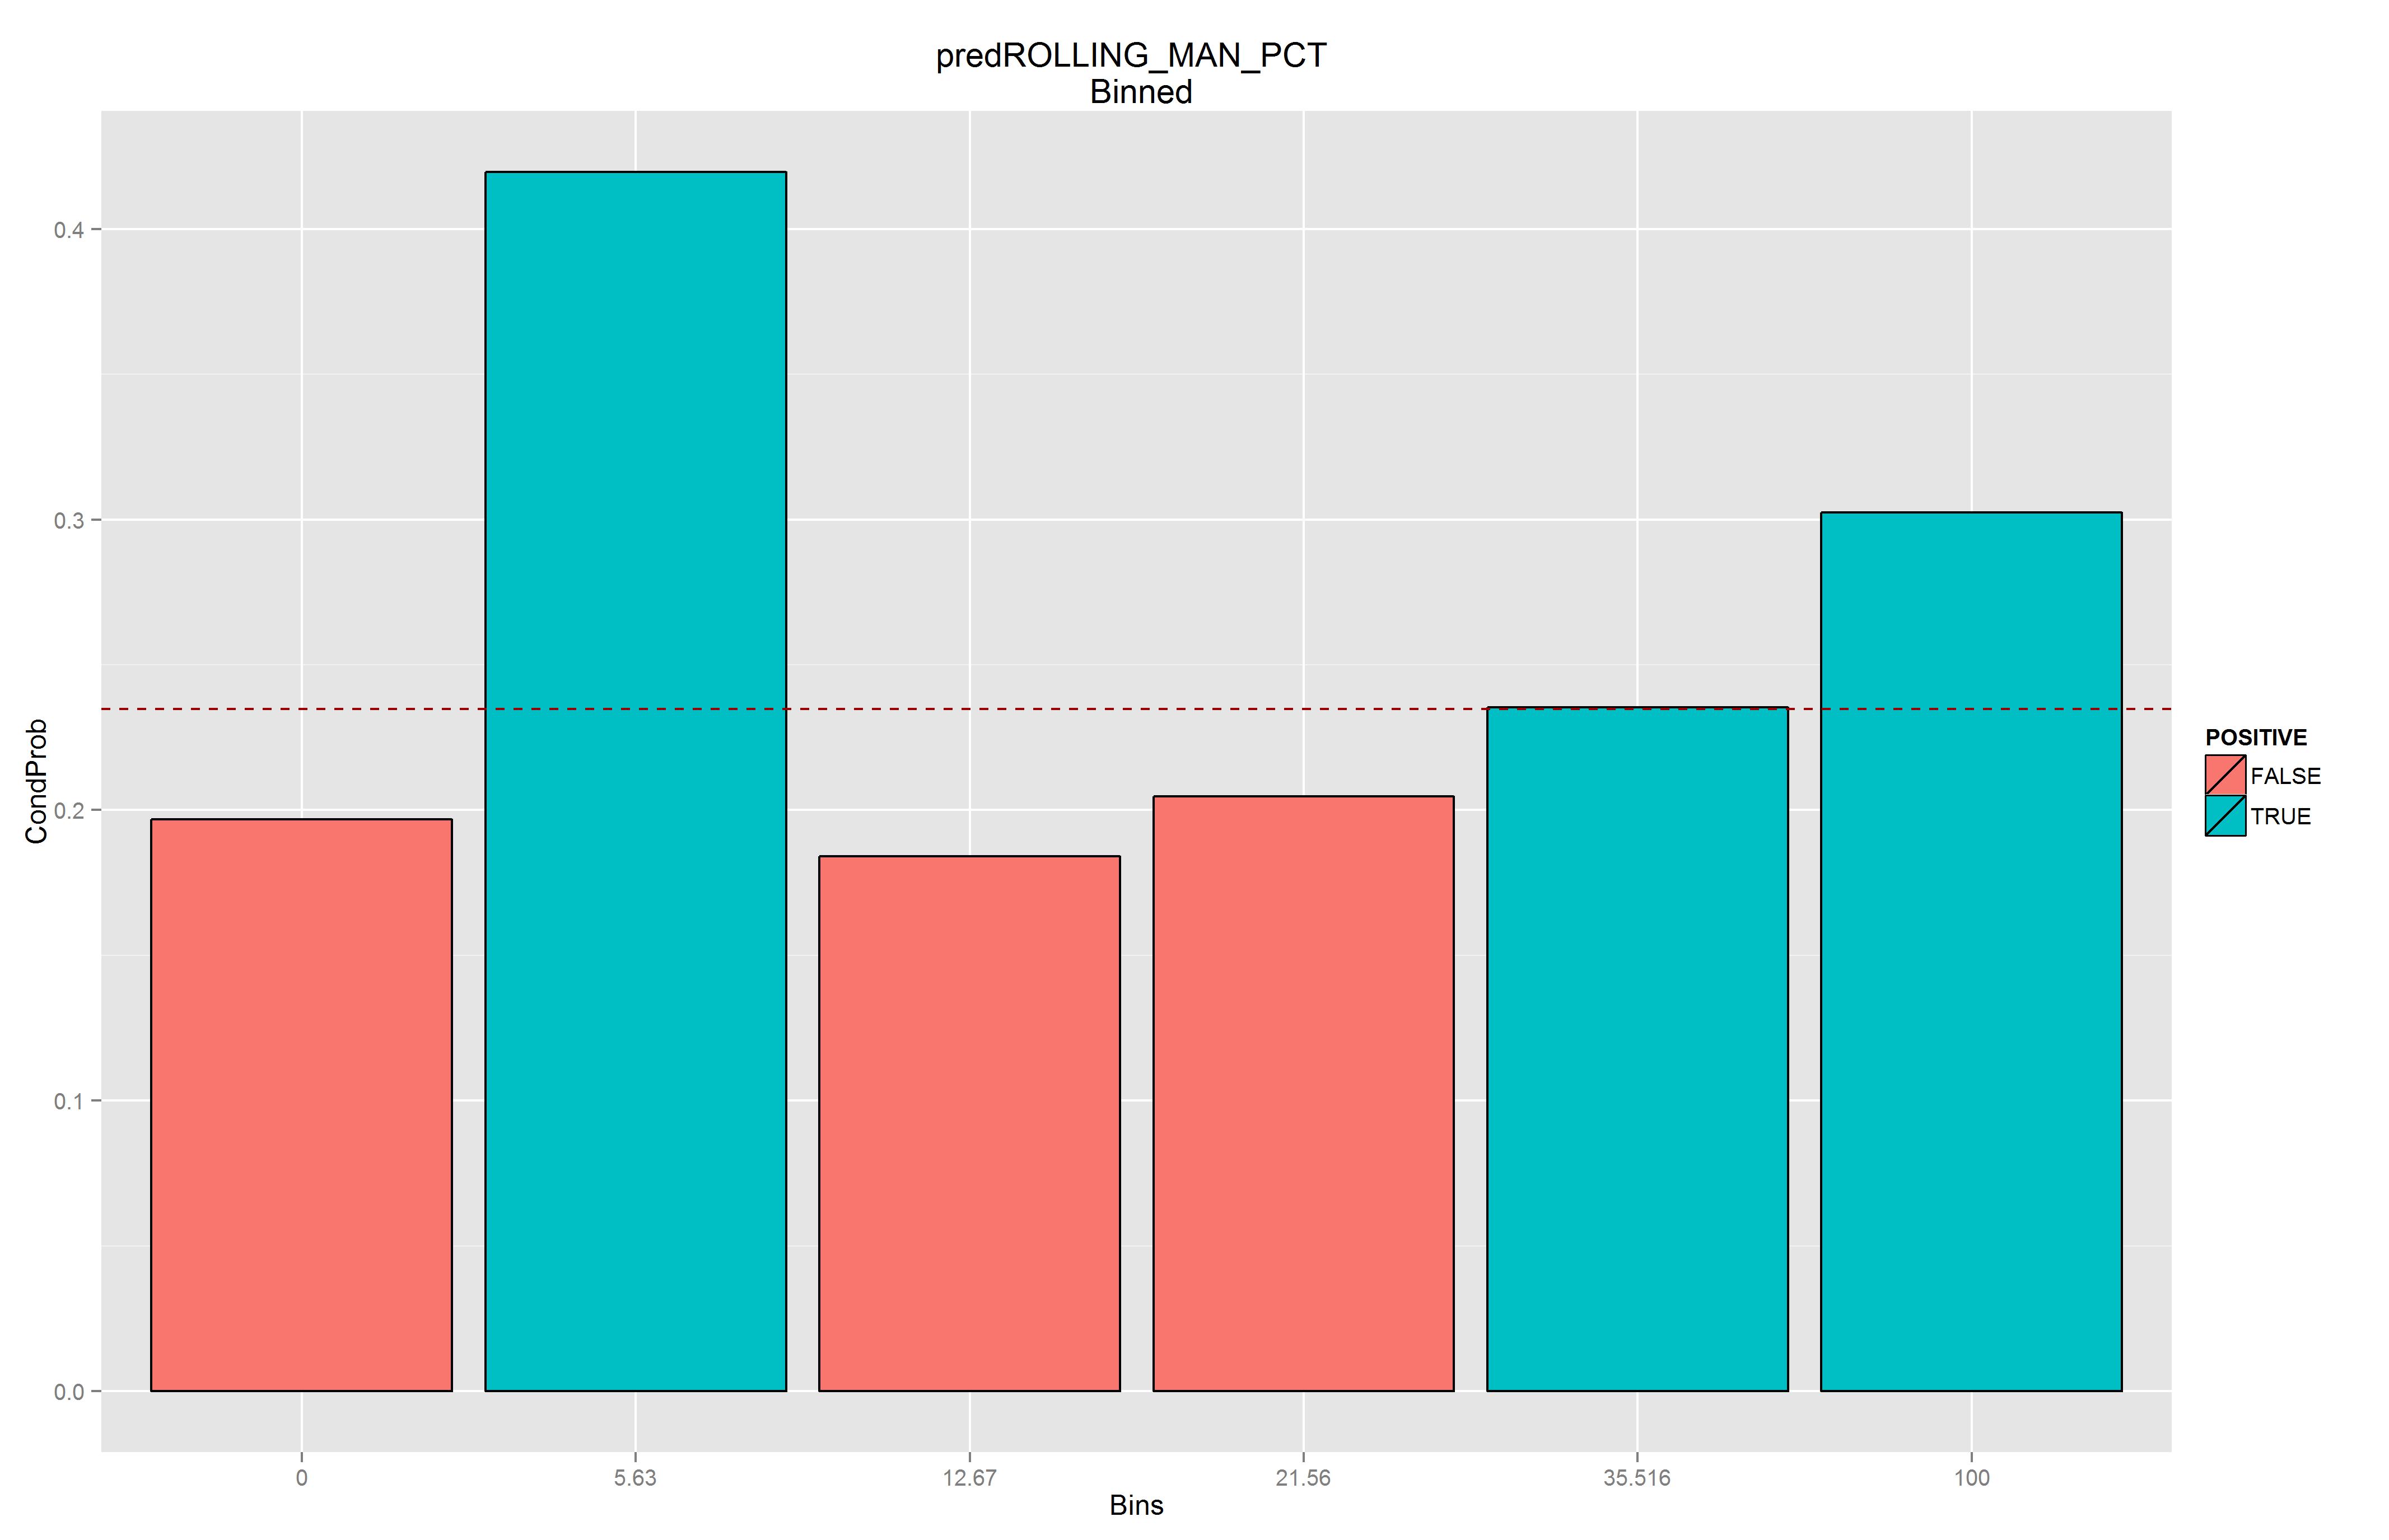 predROLLING_MAN_PCT
Binned
CondProb
0.4
0.3
0.2
0.1
0.0
0 5.63 12.67 21.56 35.516 100
Bins
POSITIVE
FALSE
TRUE